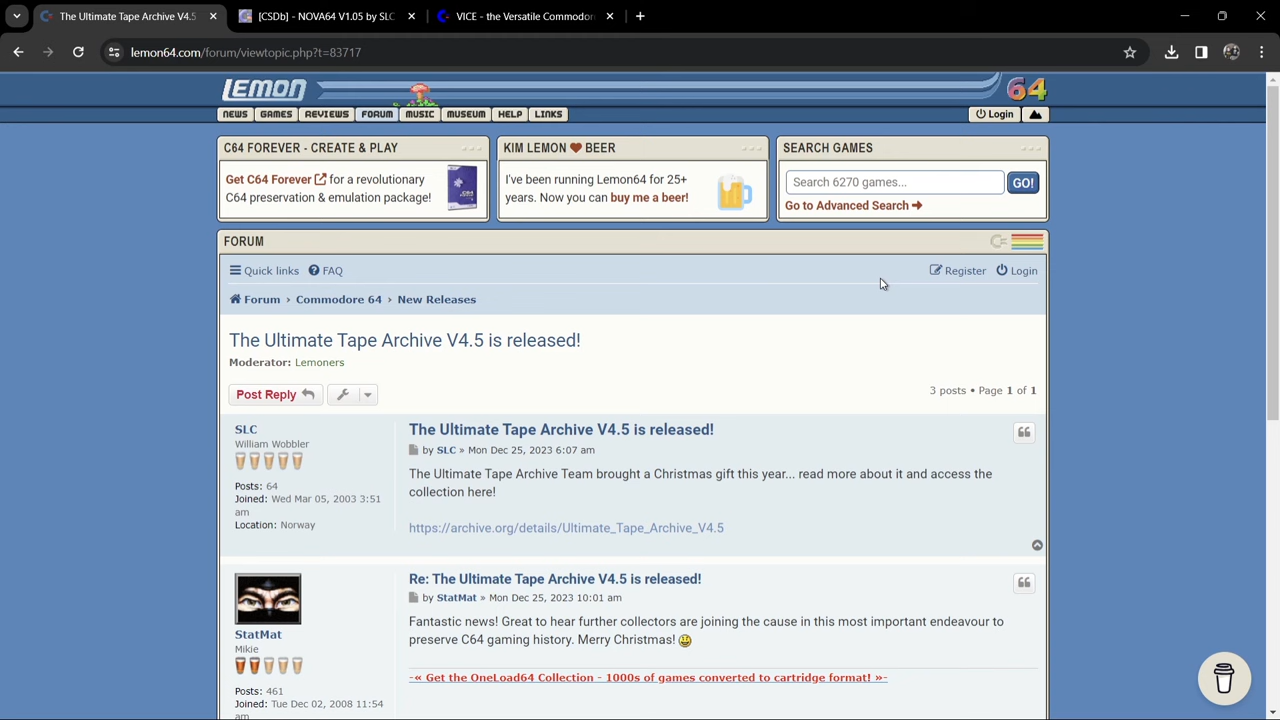 The Ultimate Tape Archive V4.5
[CSDb] - NOVA64 V1.05 by SLC
VICE - the Versatile Commodor
lemon64.com/forum/viewtopic.php?t=83717
LEMON 64
NEWS GAMES REVIEWS FORUM MUSIC MUSEUM HELP LINKS Login
C64 FOREVER - CREATE & PLAY
Get C64 Forever for a revolutionary
C64 preservation & emulation package!
KIM LEMON ❤ BEER
I've been running Lemon64 for 25+
years. Now you can buy me a beer!
SEARCH GAMES
Search 6270 games... GO!
Go to Advanced Search
FORUM
Quick links FAQ Register Login
Forum › Commodore 64 › New Releases
The Ultimate Tape Archive V4.5 is released!
Moderator: Lemoners
Post Reply
3 posts • Page 1 of 1
SLC
William Wobbler
Posts: 64
Joined: Wed Mar 05, 2003 3:51
am
Location: Norway
The Ultimate Tape Archive V4.5 is released!
by SLC » Mon Dec 25, 2023 6:07 am
The Ultimate Tape Archive Team brought a Christmas gift this year... read more about it and access the
collection here!
https://archive.org/details/Ultimate_Tape_Archive_V4.5
StatMat
Mikie
Posts: 461
Joined: Tue Dec 02, 2008 11:54
am
Re: The Ultimate Tape Archive V4.5 is released!
by StatMat » Mon Dec 25, 2023 10:01 am
Fantastic news! Great to hear further collectors are joining the cause in this most important endeavour to
preserve C64 gaming history. Merry Christmas!
-« Get the OneLoad64 Collection - 1000s of games converted to cartridge format! »-